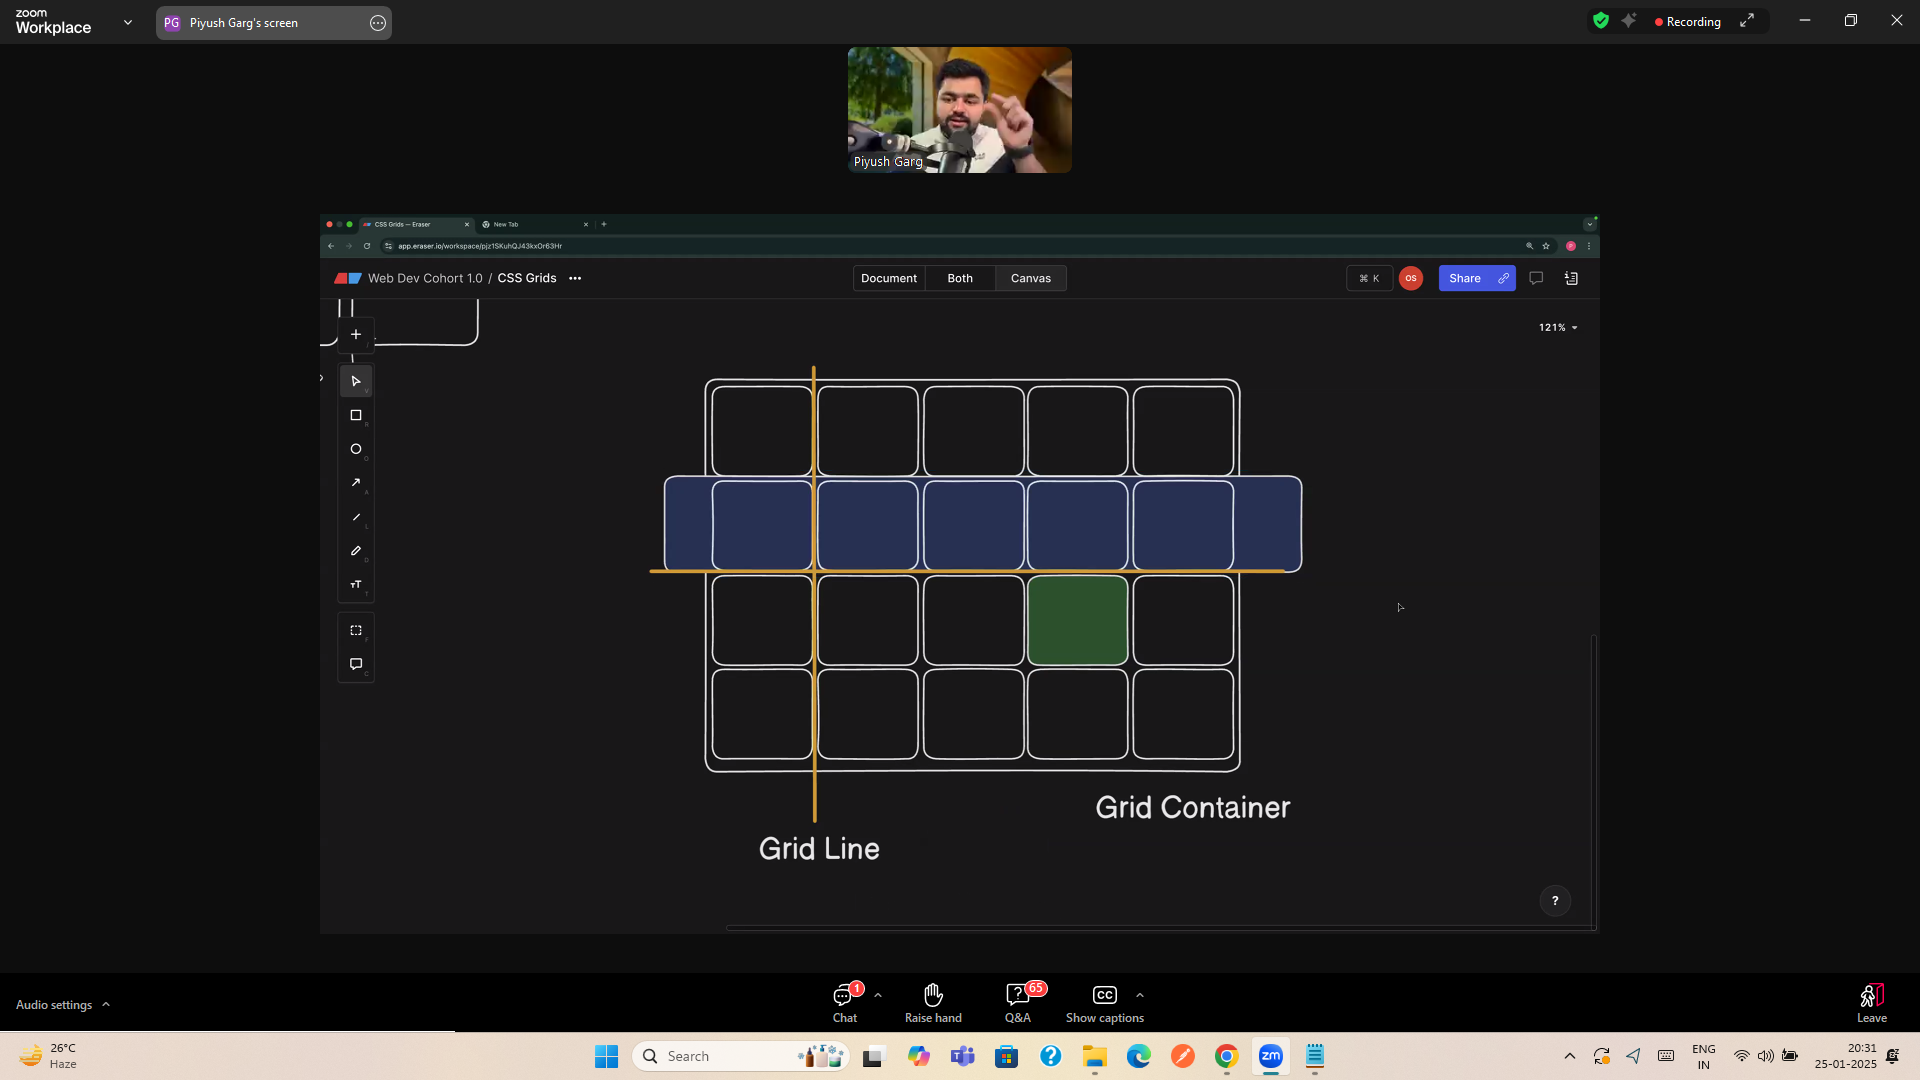 zoom
Workplace
PG Piyush Garg's screen
Recording
Piyush Garg
CSS Grids — Eraser
New Tab
app.eraser.io/workspace/pjz1SKuhQJ43kxOr63Hr
Web Dev Cohort 1.0 / CSS Grids
Document
Both
Canvas
⌘ K
OS
Share
121%
Grid Container
Grid Line
?
Audio settings
1
Chat
Raise hand
65
Q&A
CC
Show captions
Leave
26°C
Haze
Search
zm
ENG
IN
20:31
25-01-2025